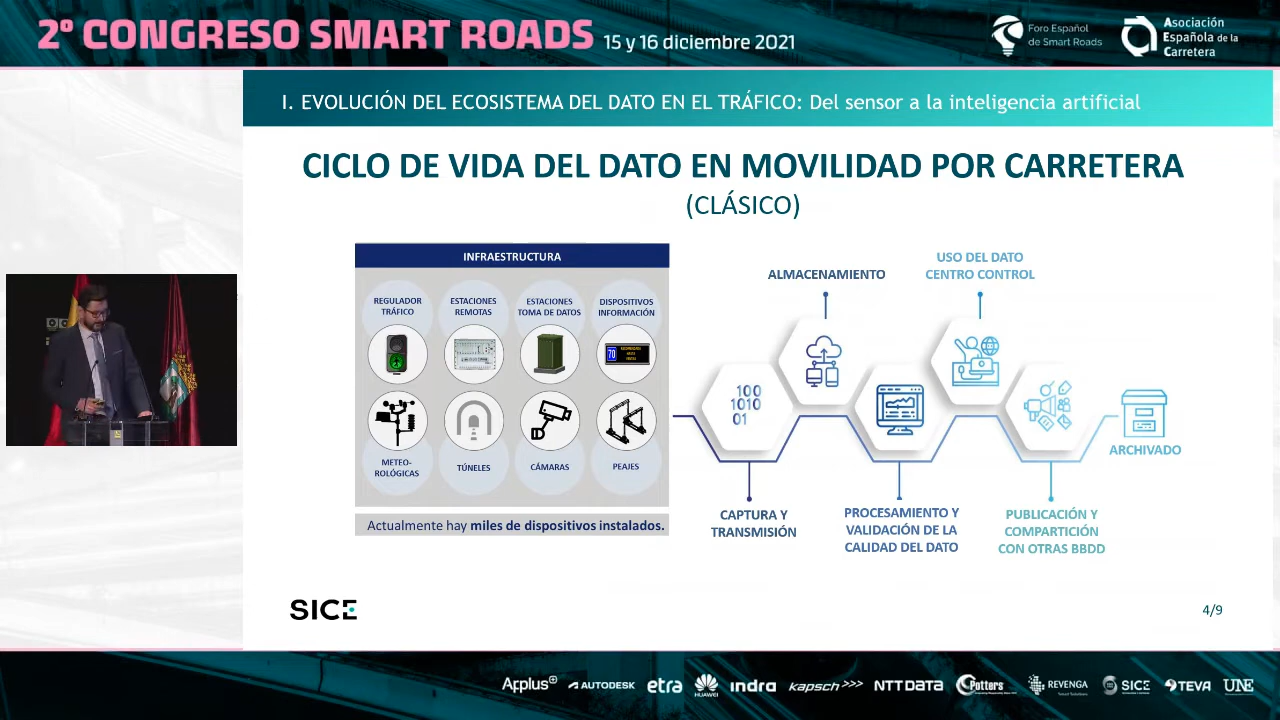 2º CONGRESO SMART ROADS 15 y 16 diciembre 2021
Foro Español
de Smart Roads
Asociación
Española de la
Carretera
I. EVOLUCIÓN DEL ECOSISTEMA DEL DATO EN EL TRÁFICO: Del sensor a la inteligencia artificial
CICLO DE VIDA DEL DATO EN MOVILIDAD POR CARRETERA
(CLÁSICO)
INFRAESTRUCTURA
REGULADOR
TRÁFICO
ESTACIONES
REMOTAS
ESTACIONES
TOMA DE DATOS
DISPOSITIVOS
INFORMACIÓN
70
METEO-
ROLÓGICAS
TÚNELES
CÁMARAS
PEAJES
Actualmente hay miles de dispositivos instalados.
ALMACENAMIENTO
USO DEL DATO
CENTRO CONTROL
100
1010
01
ARCHIVADO
CAPTURA Y
TRANSMISIÓN
PROCESAMIENTO Y
VALIDACIÓN DE LA
CALIDAD DEL DATO
PUBLICACIÓN Y
COMPARTICIÓN
CON OTRAS BBDD
SICE
4/9
Applus+ AUTODESK etra HUAWEI indra kapsch>>> NTT DATA Potters REVENGA SICE TEVA UNE